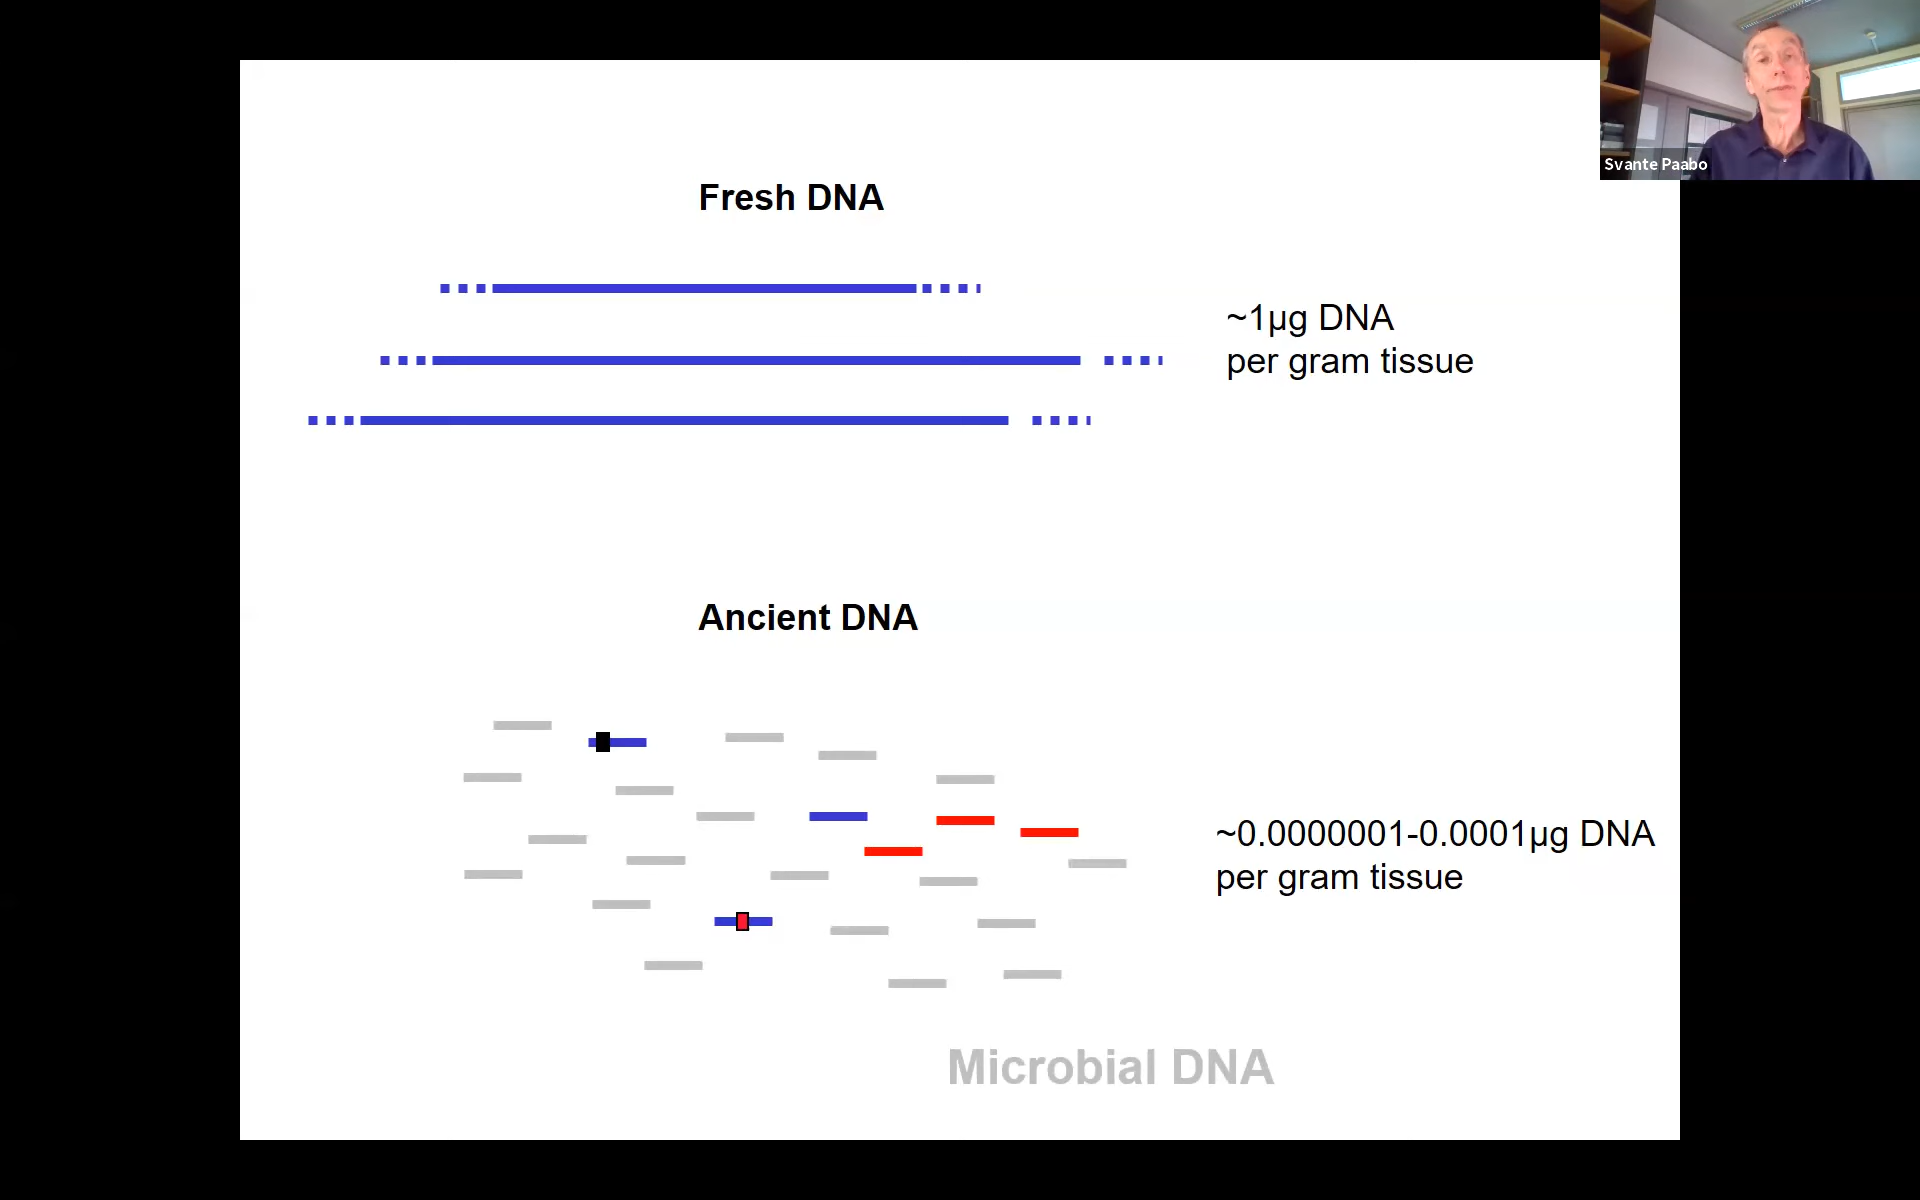 Svante Paabo
Fresh DNA
~1µg DNA
per gram tissue
Ancient DNA
~0.0000001-0.0001µg DNA
per gram tissue
Microbial DNA